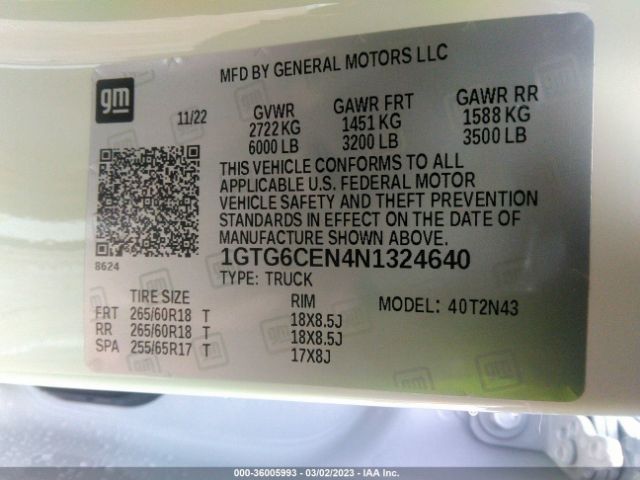 gm
MFD BY GENERAL MOTORS LLC
11/22 GVWR GAWR FRT GAWR RR
2722 KG 1451 KG 1588 KG
6000 LB 3200 LB 3500 LB
THIS VEHICLE CONFORMS TO ALL
APPLICABLE U.S. FEDERAL MOTOR
VEHICLE SAFETY AND THEFT PREVENTION
STANDARDS IN EFFECT ON THE DATE OF
MANUFACTURE SHOWN ABOVE.
8624 1GTG6CEN4N1324640
TYPE: TRUCK
TIRE SIZE RIM MODEL: 40T2N43
FRT 265/60R18 T 18X8.5J
RR 265/60R18 T 18X8.5J
SPA 255/65R17 T 17X8J
000-36005993 - 03/02/2023 - IAA Inc.